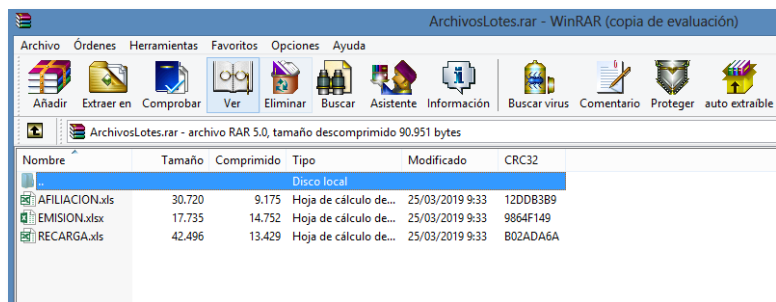 ArchivosLotes.rar - WinRAR (copia de evaluación)
Archivo Órdenes Herramientas Favoritos Opciones Ayuda
Añadir Extraer en Comprobar Ver Eliminar Buscar Asistente Información Buscar virus Comentario Proteger auto extraíble
ArchivosLotes.rar - archivo RAR 5.0, tamaño descomprimido 90.951 bytes
Nombre Tamaño Comprimido Tipo Modificado CRC32
.. Disco local
AFILIACION.xls 30.720 9.175 Hoja de cálculo de... 25/03/2019 9:33 12DDB3B9
EMISION.xlsx 17.735 14.752 Hoja de cálculo de... 25/03/2019 9:33 9864F149
RECARGA.xls 42.496 13.429 Hoja de cálculo de... 25/03/2019 9:33 B02ADA6A